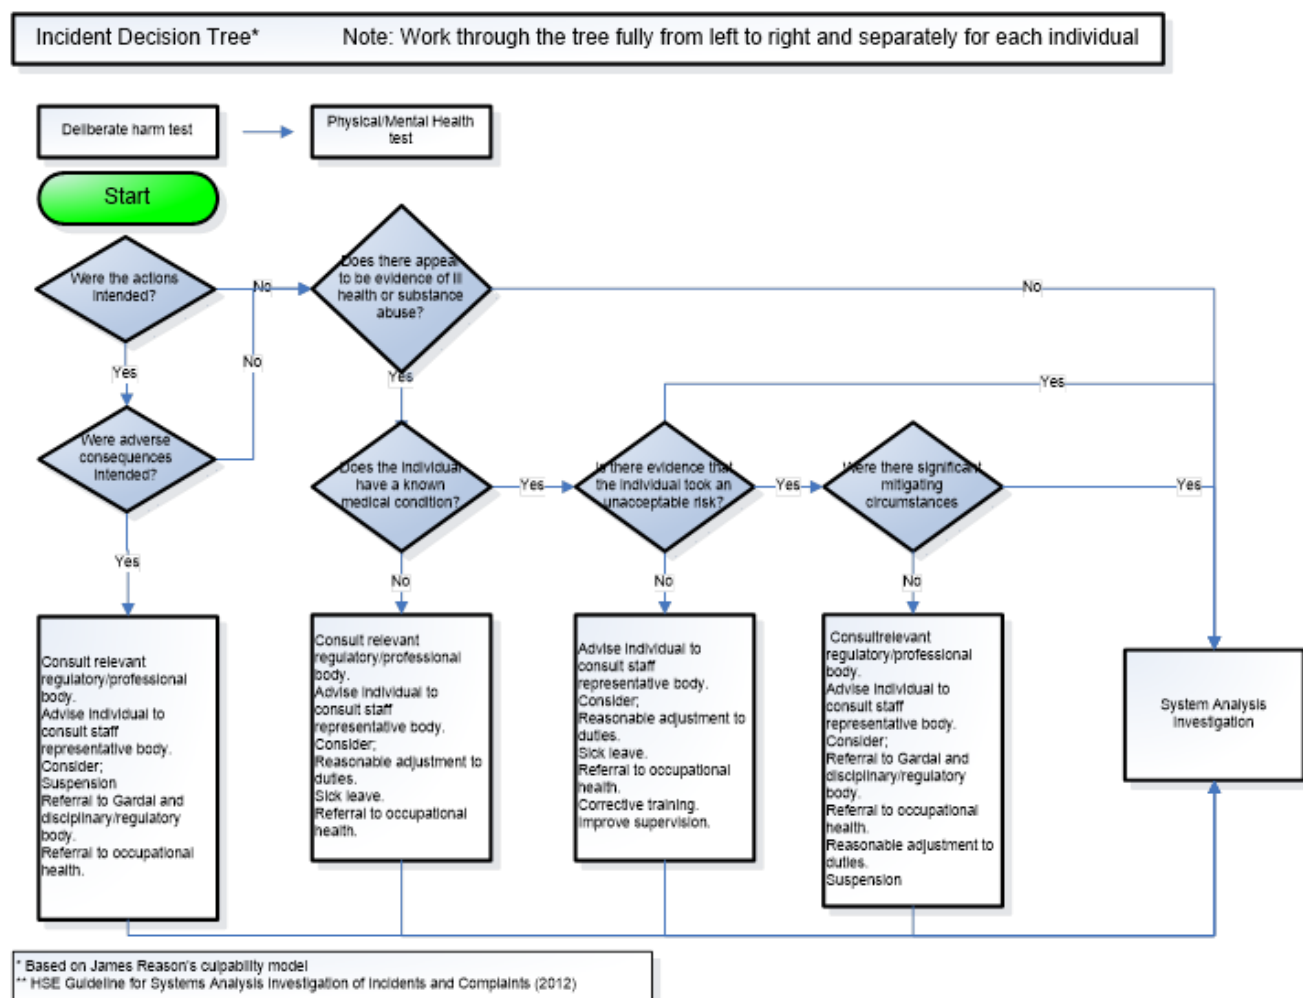 Incident Decision Tree* Note: Work through the tree fully from left to right and separately for each individual
Deliberate harm test
Physical/Mental Health
test
Start
Were the actions
Intended?
No
Does there appear
to be evidence of Ill
health or substance
abuse?
No
Yes
No
Yes
Yes
Were adverse
consequences
Intended?
Does the Individual
have a known
medical condition?
Yes
Is there evidence that
the Individual took an
unacceptable risk?
Yes
Were there significant
mitigating
circumstances
Yes
Yes
No
No
No
Consult relevant
regulatory/professional
body.
Advise Individual to
consult staff
representative body.
Consider;
Suspension
Referral to Gardal and
disciplinary/regulatory
body.
Referral to occupational
health.
Consult relevant
regulatory/professional
body.
Advise Individual to
consult staff
representative body.
Consider;
Reasonable adjustment to
duties.
Sick leave.
Referral to occupational
health.
Advise Individual to
consult staff
representative body.
Consider;
Reasonable adjustment to
duties.
Sick leave.
Referral to occupational
health.
Corrective training.
Improve supervision.
Consultrelevant
regulatory/professional
body.
Advise Individual to
consult staff
representative body.
Consider;
Referral to Gardal and
disciplinary/regulatory
body.
Referral to occupational
health.
Reasonable adjustment to
duties.
Suspension
System Analysis
Investigation
* Based on James Reason's culpability model
** HSE Guideline for Systems Analysis Investigation of Incidents and Complaints (2012)